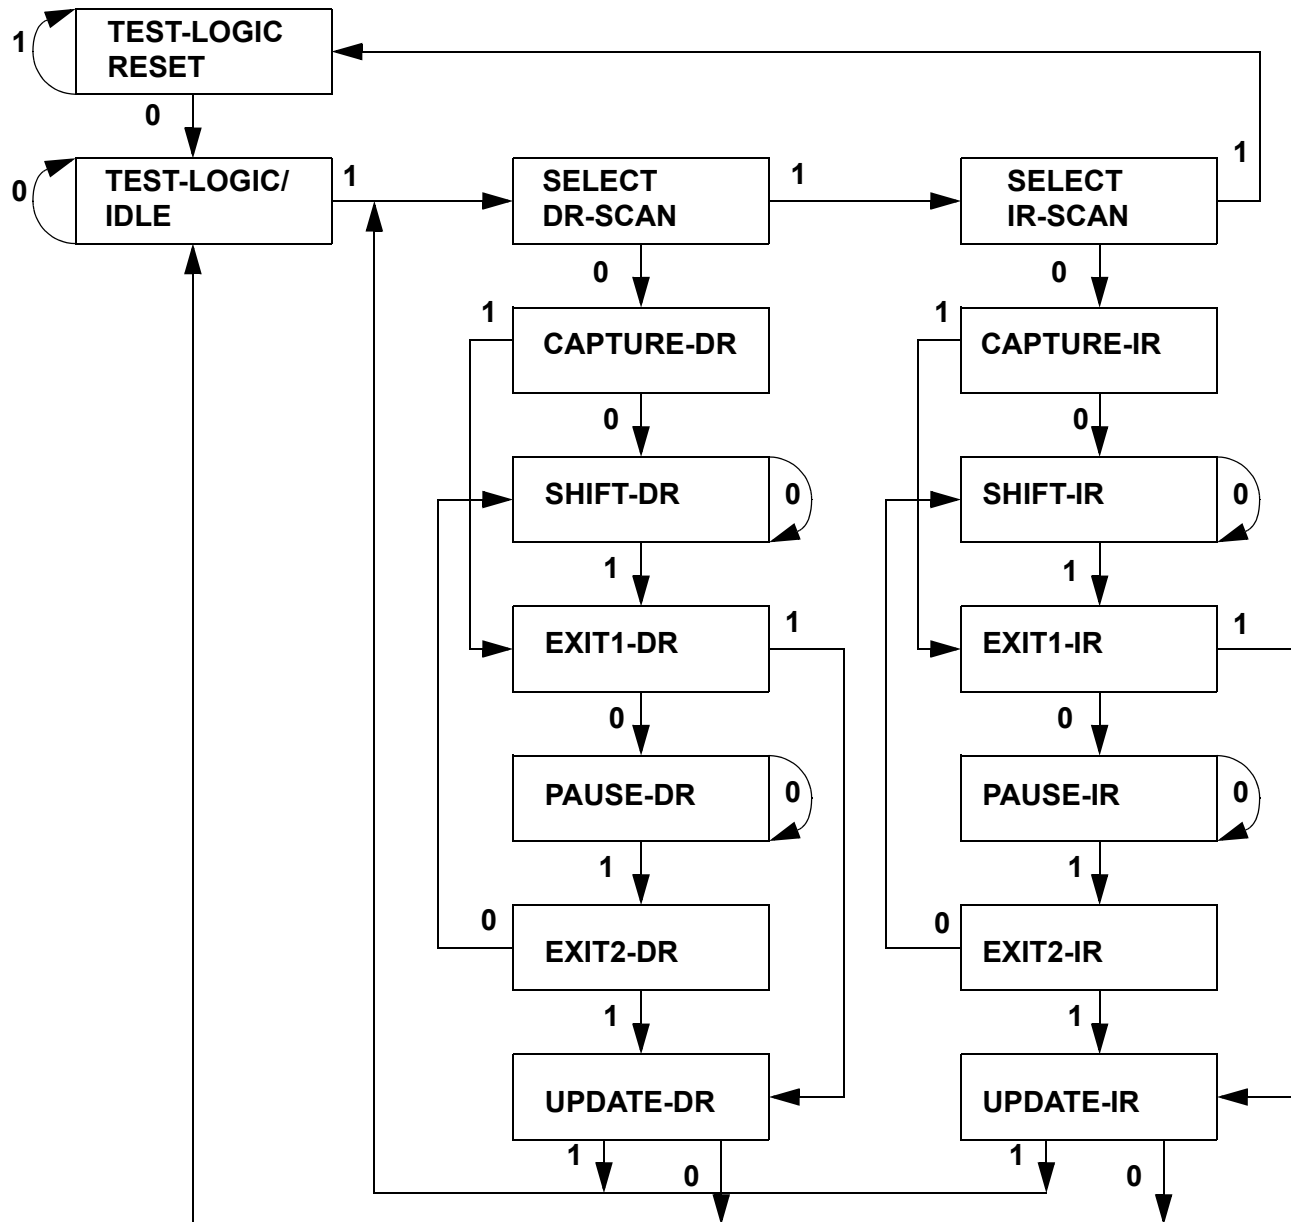 TEST-LOGIC
RESET
1
0
TEST-LOGIC/
IDLE
0
1
SELECT
DR-SCAN
1
SELECT
IR-SCAN
1
0
0
1
CAPTURE-DR
1
CAPTURE-IR
0
0
SHIFT-DR
0
SHIFT-IR
0
1
1
EXIT1-DR
1
EXIT1-IR
1
0
0
PAUSE-DR
0
PAUSE-IR
0
1
1
0
EXIT2-DR
0
EXIT2-IR
1
1
UPDATE-DR
UPDATE-IR
1
0
1
0